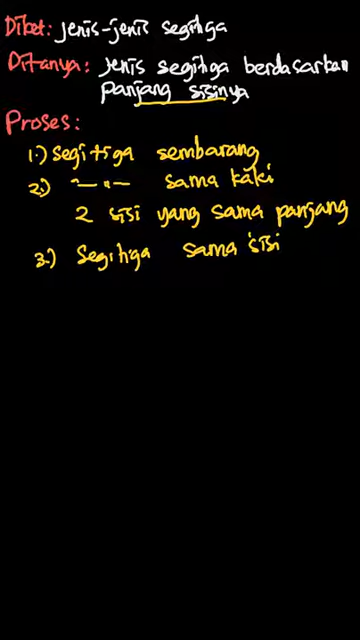 Diket: jenis-jenis segitiga
Ditanya: jenis segitiga berdasarkan
panjang sisinya
Proses:
1.) segitiga sembarang
2.) —〃— sama kaki
2 sisi yang sama panjang
3.) segitiga sama sisi